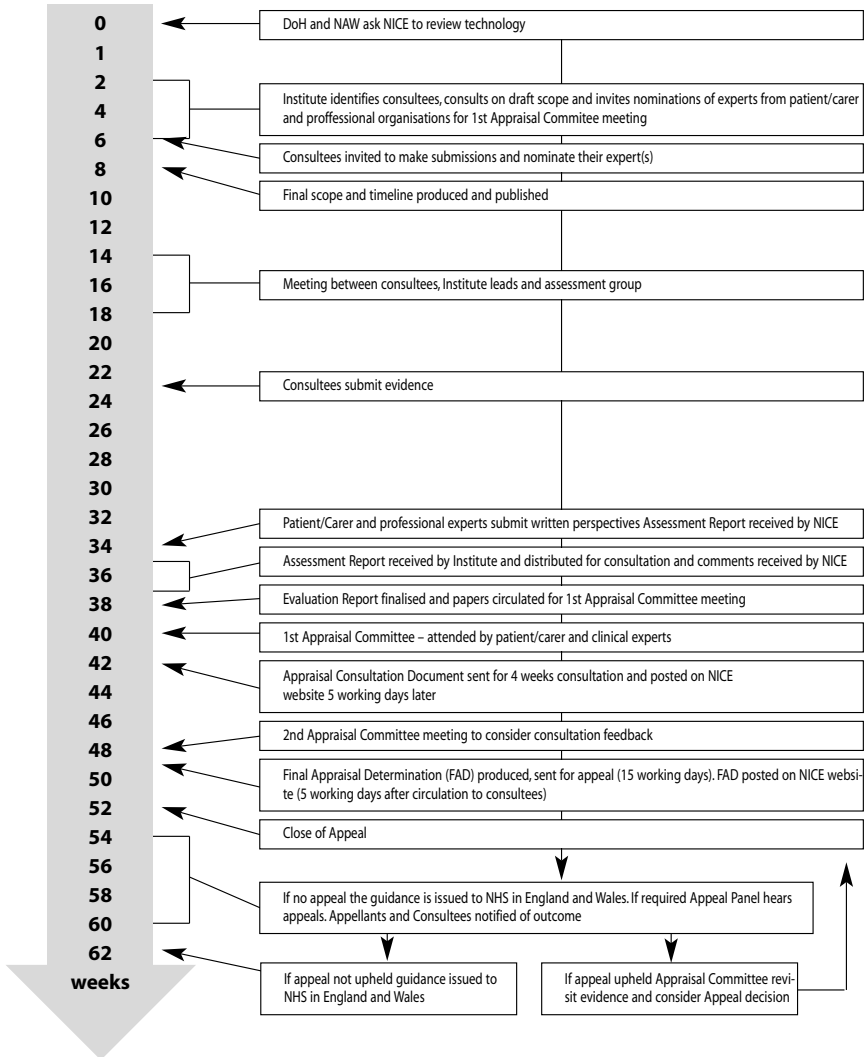 0
1
2
4
6
8
10
12
14
16
18
20
22
24
26
28
30
32
34
36
38
40
42
44
46
48
50
52
54
56
58
60
62
weeks
DoH and NAW ask NICE to review technology
Institute identifies consultees, consults on draft scope and invites nominations of experts from patient/carer
and proffessional organisations for 1st Appraisal Commitee meeting
Consultees invited to make submissions and nominate their expert(s)
Final scope and timeline produced and published
Meeting between consultees, Institute leads and assessment group
Consultees submit evidence
Patient/Carer and professional experts submit written perspectives Assessment Report received by NICE
Assessment Report received by Institute and distributed for consultation and comments received by NICE
Evaluation Report finalised and papers circulated for 1st Appraisal Committee meeting
1st Appraisal Committee – attended by patient/carer and clinical experts
Appraisal Consultation Document sent for 4 weeks consultation and posted on NICE
website 5 working days later
2nd Appraisal Committee meeting to consider consultation feedback
Final Appraisal Determination (FAD) produced, sent for appeal (15 working days). FAD posted on NICE websi-
te (5 working days after circulation to consultees)
Close of Appeal
If no appeal the guidance is issued to NHS in England and Wales. If required Appeal Panel hears
appeals. Appellants and Consultees notified of outcome
If appeal not upheld guidance issued to
NHS in England and Wales
If appeal upheld Appraisal Committee revi-
sit evidence and consider Appeal decision